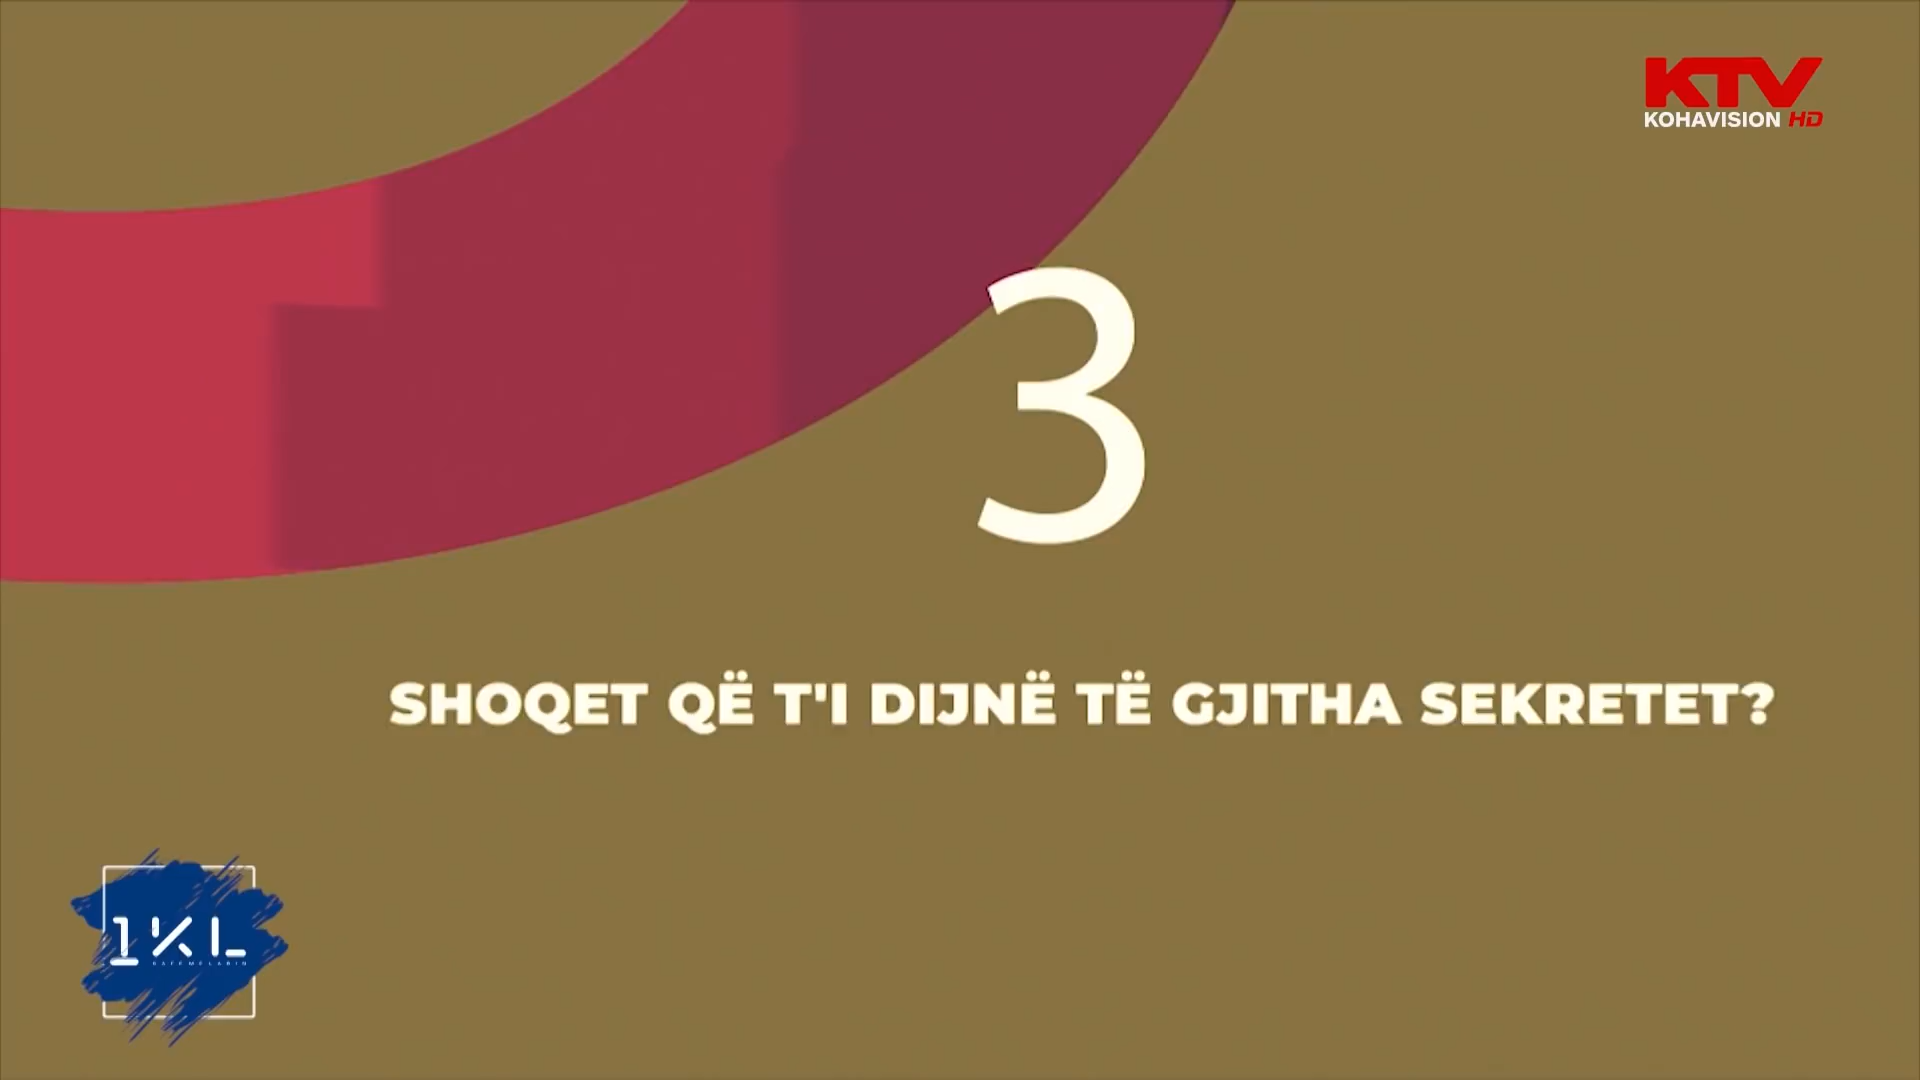 KTV
KOHAVISION HD
3
SHOQET QË T'I DIJNË TË GJITHA SEKRETET?
1KL